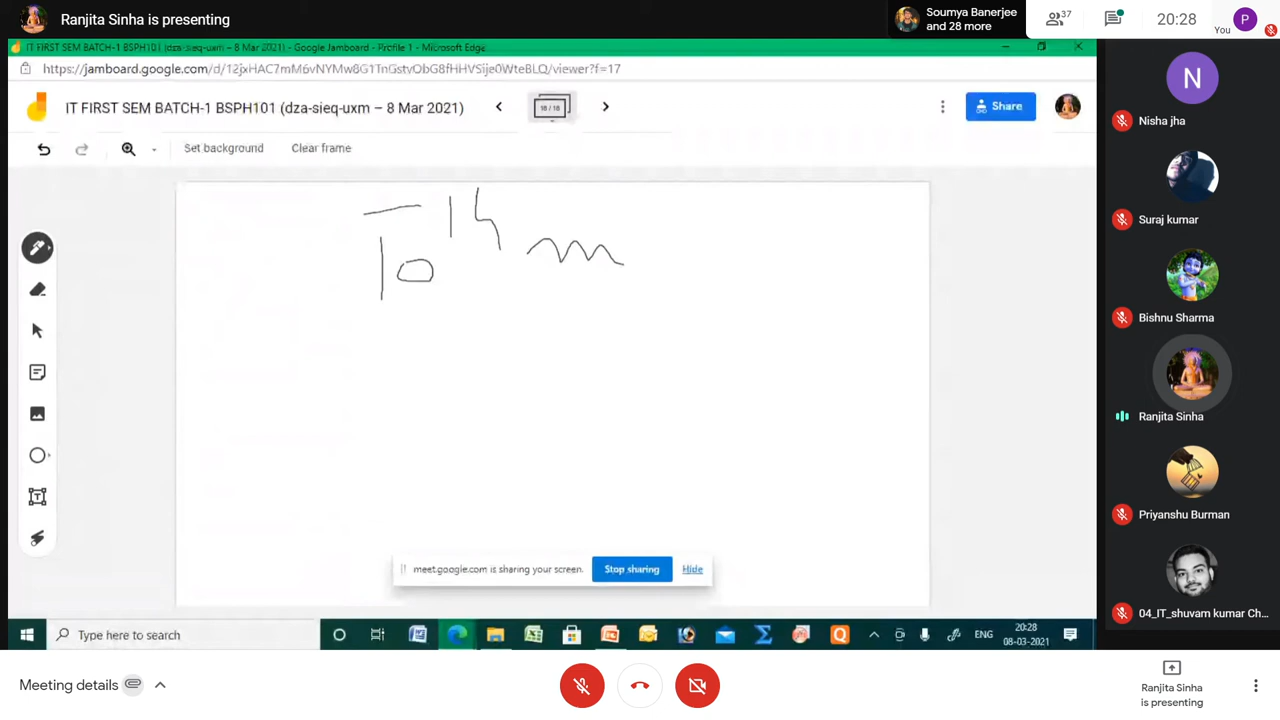 Ranjita Sinha is presenting
Soumya Banerjee
and 28 more
37
20:28
You
P
IT FIRST SEM BATCH-1 BSPH101 (dza-sieq-uxm – 8 Mar 2021) - Google Jamboard - Profile 1 - Microsoft Edge
https://jamboard.google.com/d/12jxHAC7mM6vNYMw8G1TnGstyObG8fHHVSije0WteBLQ/viewer?f=17
IT FIRST SEM BATCH-1 BSPH101 (dza-sieq-uxm – 8 Mar 2021)
18 / 18
Share
Set background
Clear frame
10
m
meet.google.com is sharing your screen.
Stop sharing
Hide
N
Nisha jha
Suraj kumar
Bishnu Sharma
Ranjita Sinha
Priyanshu Burman
04_IT_shuvam kumar Ch...
Type here to search
ENG
20:28
08-03-2021
Meeting details
Ranjita Sinha
is presenting